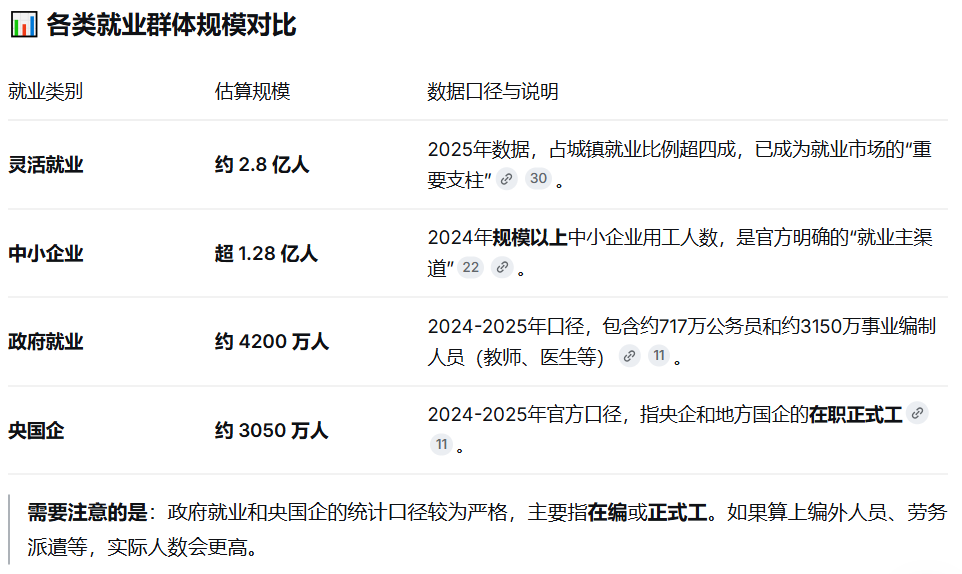 📊 各类就业群体规模对比
就业类别 估算规模 数据口径与说明
灵活就业 约 2.8 亿人 2025年数据，占城镇就业比例超四成，已成为就业市场的“重
要支柱” 30 。
中小企业 超 1.28 亿人 2024年规模以上中小企业用工人数，是官方明确的“就业主渠
道” 22 。
政府就业 约 4200 万人 2024-2025年口径，包含约717万公务员和约3150万事业编制
人员（教师、医生等） 11 。
央国企 约 3050 万人 2024-2025年官方口径，指央企和地方国企的在职正式工
11 。
需要注意的是：政府就业和央国企的统计口径较为严格，主要指在编或正式工。如果算上编外人员、劳务
派遣等，实际人数会更高。